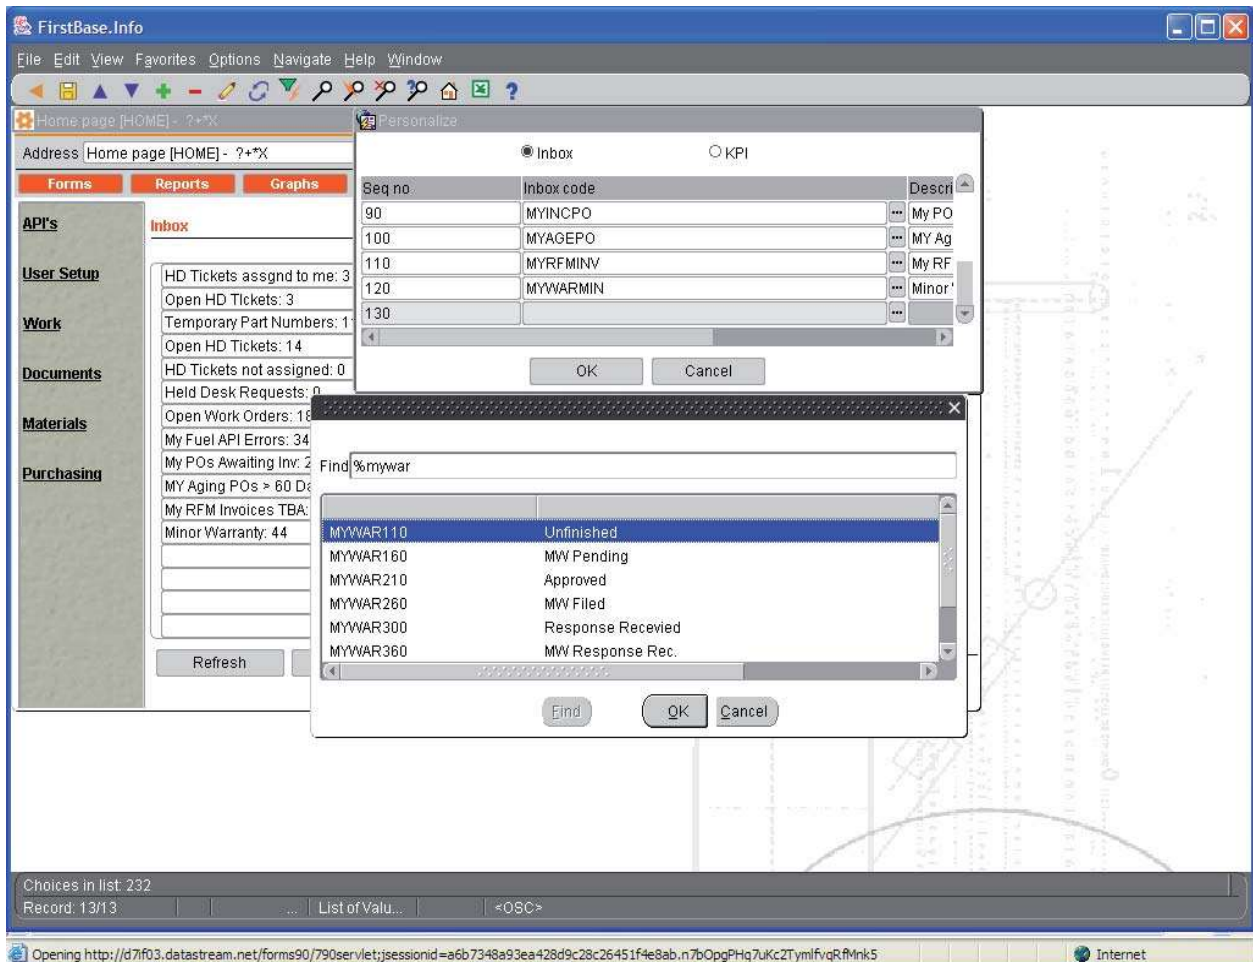 FirstBase.Info
File Edit View Favorites Options Navigate Help Window
Home page [HOME] - ?+*X
Address Home page [HOME] - ?+*X
Forms Reports Graphs
API's
User Setup
Work
Documents
Materials
Purchasing
Inbox
HD Tickets assgnd to me: 3
Open HD TIckets: 3
Temporary Part Numbers: 1
Open HD Tickets: 14
HD Tickets not assigned: 0
Held Desk Requests: 0
Open Work Orders: 18
My Fuel API Errors: 34
My POs Awaiting Inv: 2
MY Aging POs > 60 Da
My RFM Invoices TBA:
Minor Warranty: 44
Refresh
Personalize
Inbox KPI
Seq no Inbox code Descri
90 MYINCPO ... My PO
100 MYAGEPO ... MY Ag
110 MYRFMINV ... My RF
120 MYWARMIN ... Minor '
130 ...
OK Cancel
Find %mywar
MYWAR110 Unfinished
MYWAR160 MW Pending
MYWAR210 Approved
MYWAR260 MW Filed
MYWAR300 Response Recevied
MYWAR360 MW Response Rec.
Find OK Cancel
Choices in list: 232
Record: 13/13 ... List of Valu... <OSC>
Opening http://d7if03.datastream.net/forms90/790servlet;jsessionid=a6b7348a93ea428d9c28c26451f4e8ab.n7bOpgPHq7uKc2TymlfvqRfMnk5 Internet